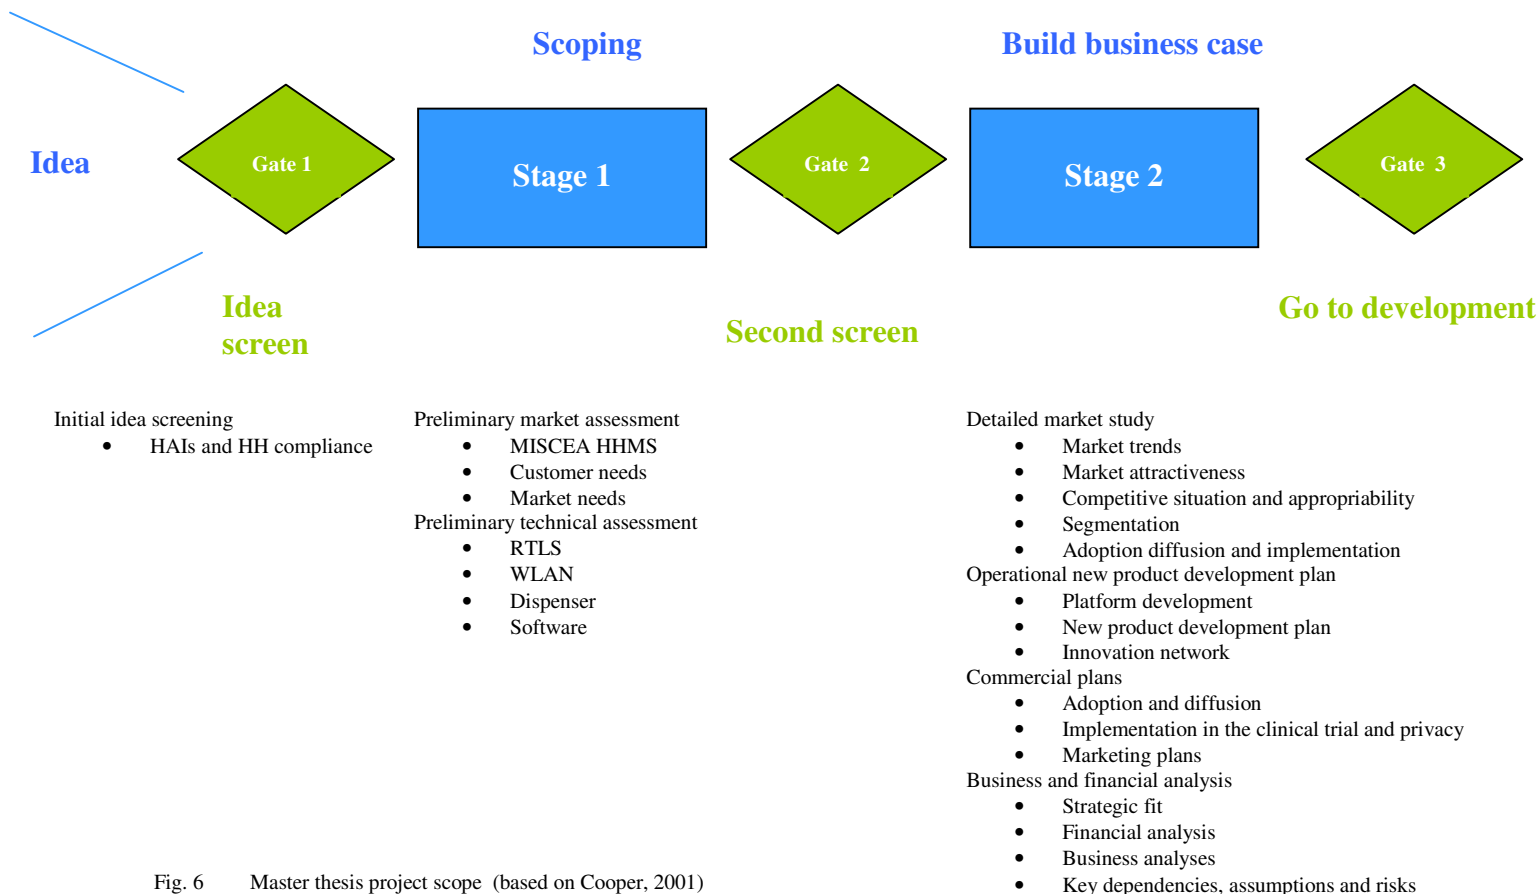 Scoping
Build business case
Idea
Gate 1
Stage 1
Gate 2
Stage 2
Gate 3
Idea
screen
Second screen
Go to development
Initial idea screening
• HAIs and HH compliance
Preliminary market assessment
• MISCEA HHMS
• Customer needs
• Market needs
Preliminary technical assessment
• RTLS
• WLAN
• Dispenser
• Software
Detailed market study
• Market trends
• Market attractiveness
• Competitive situation and appropriability
• Segmentation
• Adoption diffusion and implementation
Operational new product development plan
• Platform development
• New product development plan
• Innovation network
Commercial plans
• Adoption and diffusion
• Implementation in the clinical trial and privacy
• Marketing plans
Business and financial analysis
• Strategic fit
• Financial analysis
• Business analyses
• Key dependencies, assumptions and risks
Fig. 6 Master thesis project scope (based on Cooper, 2001)